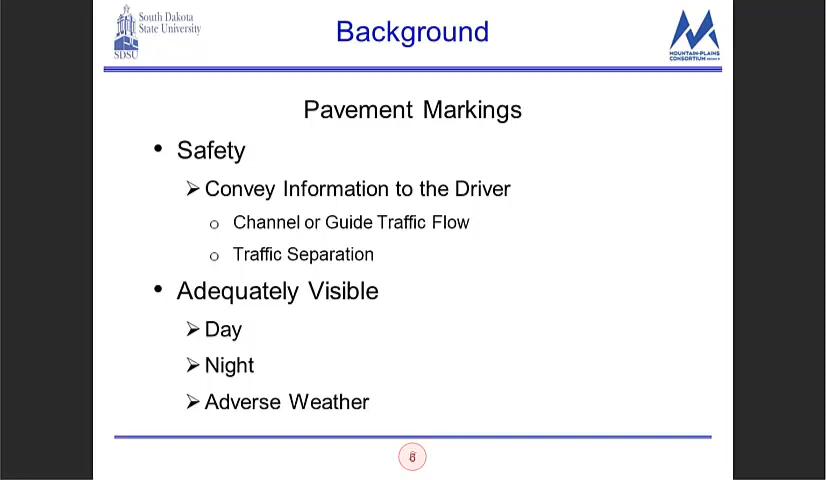 South Dakota
State University
SDSU
Background
MOUNTAIN-PLAINS
CONSORTIUM
Pavement Markings
• Safety
➢ Convey Information to the Driver
o Channel or Guide Traffic Flow
o Traffic Separation
• Adequately Visible
➢ Day
➢ Night
➢ Adverse Weather